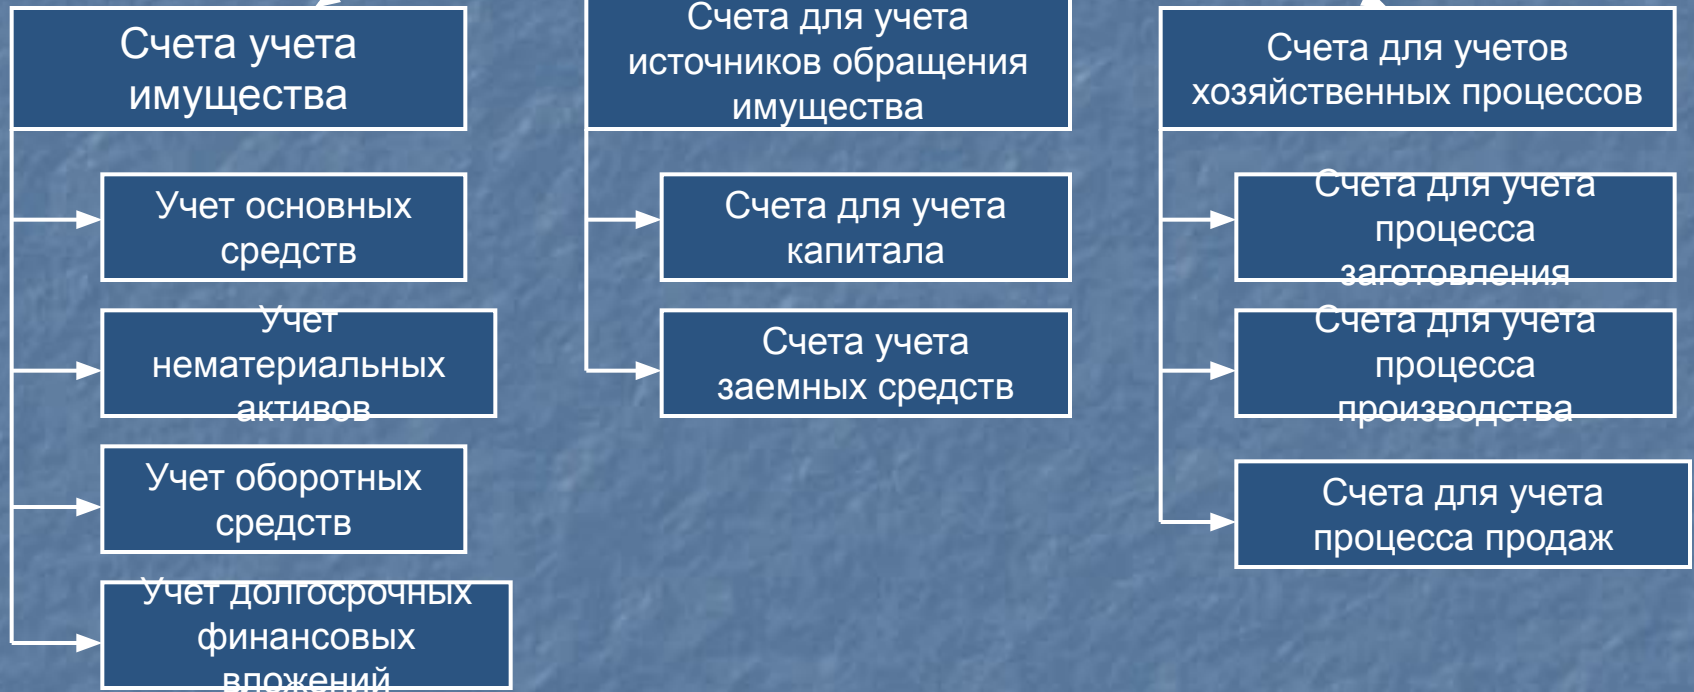 Счета учета
имущества
Учет основных
средств
Учет
нематериальных
активов
Учет оборотных
средств
Учет долгосрочных
финансовых
вложений
Счета для учета
источников обращения
имущества
Счета для учета
капитала
Счета учета
заемных средств
Счета для учетов
хозяйственных процессов
Счета для учета
процесса
заготовления
Счета для учета
процесса
производства
Счета для учета
процесса продаж